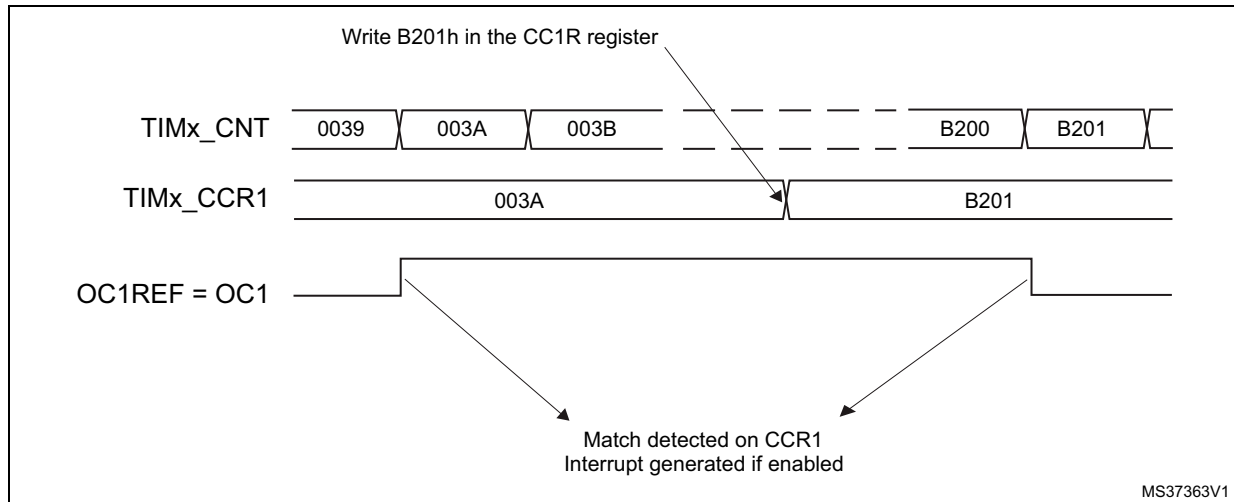 Write B201h in the CC1R register
TIMx_CNT 0039 003A 003B B200 B201
TIMx_CCR1 003A B201
OC1REF = OC1
Match detected on CCR1
Interrupt generated if enabled
MS37363V1